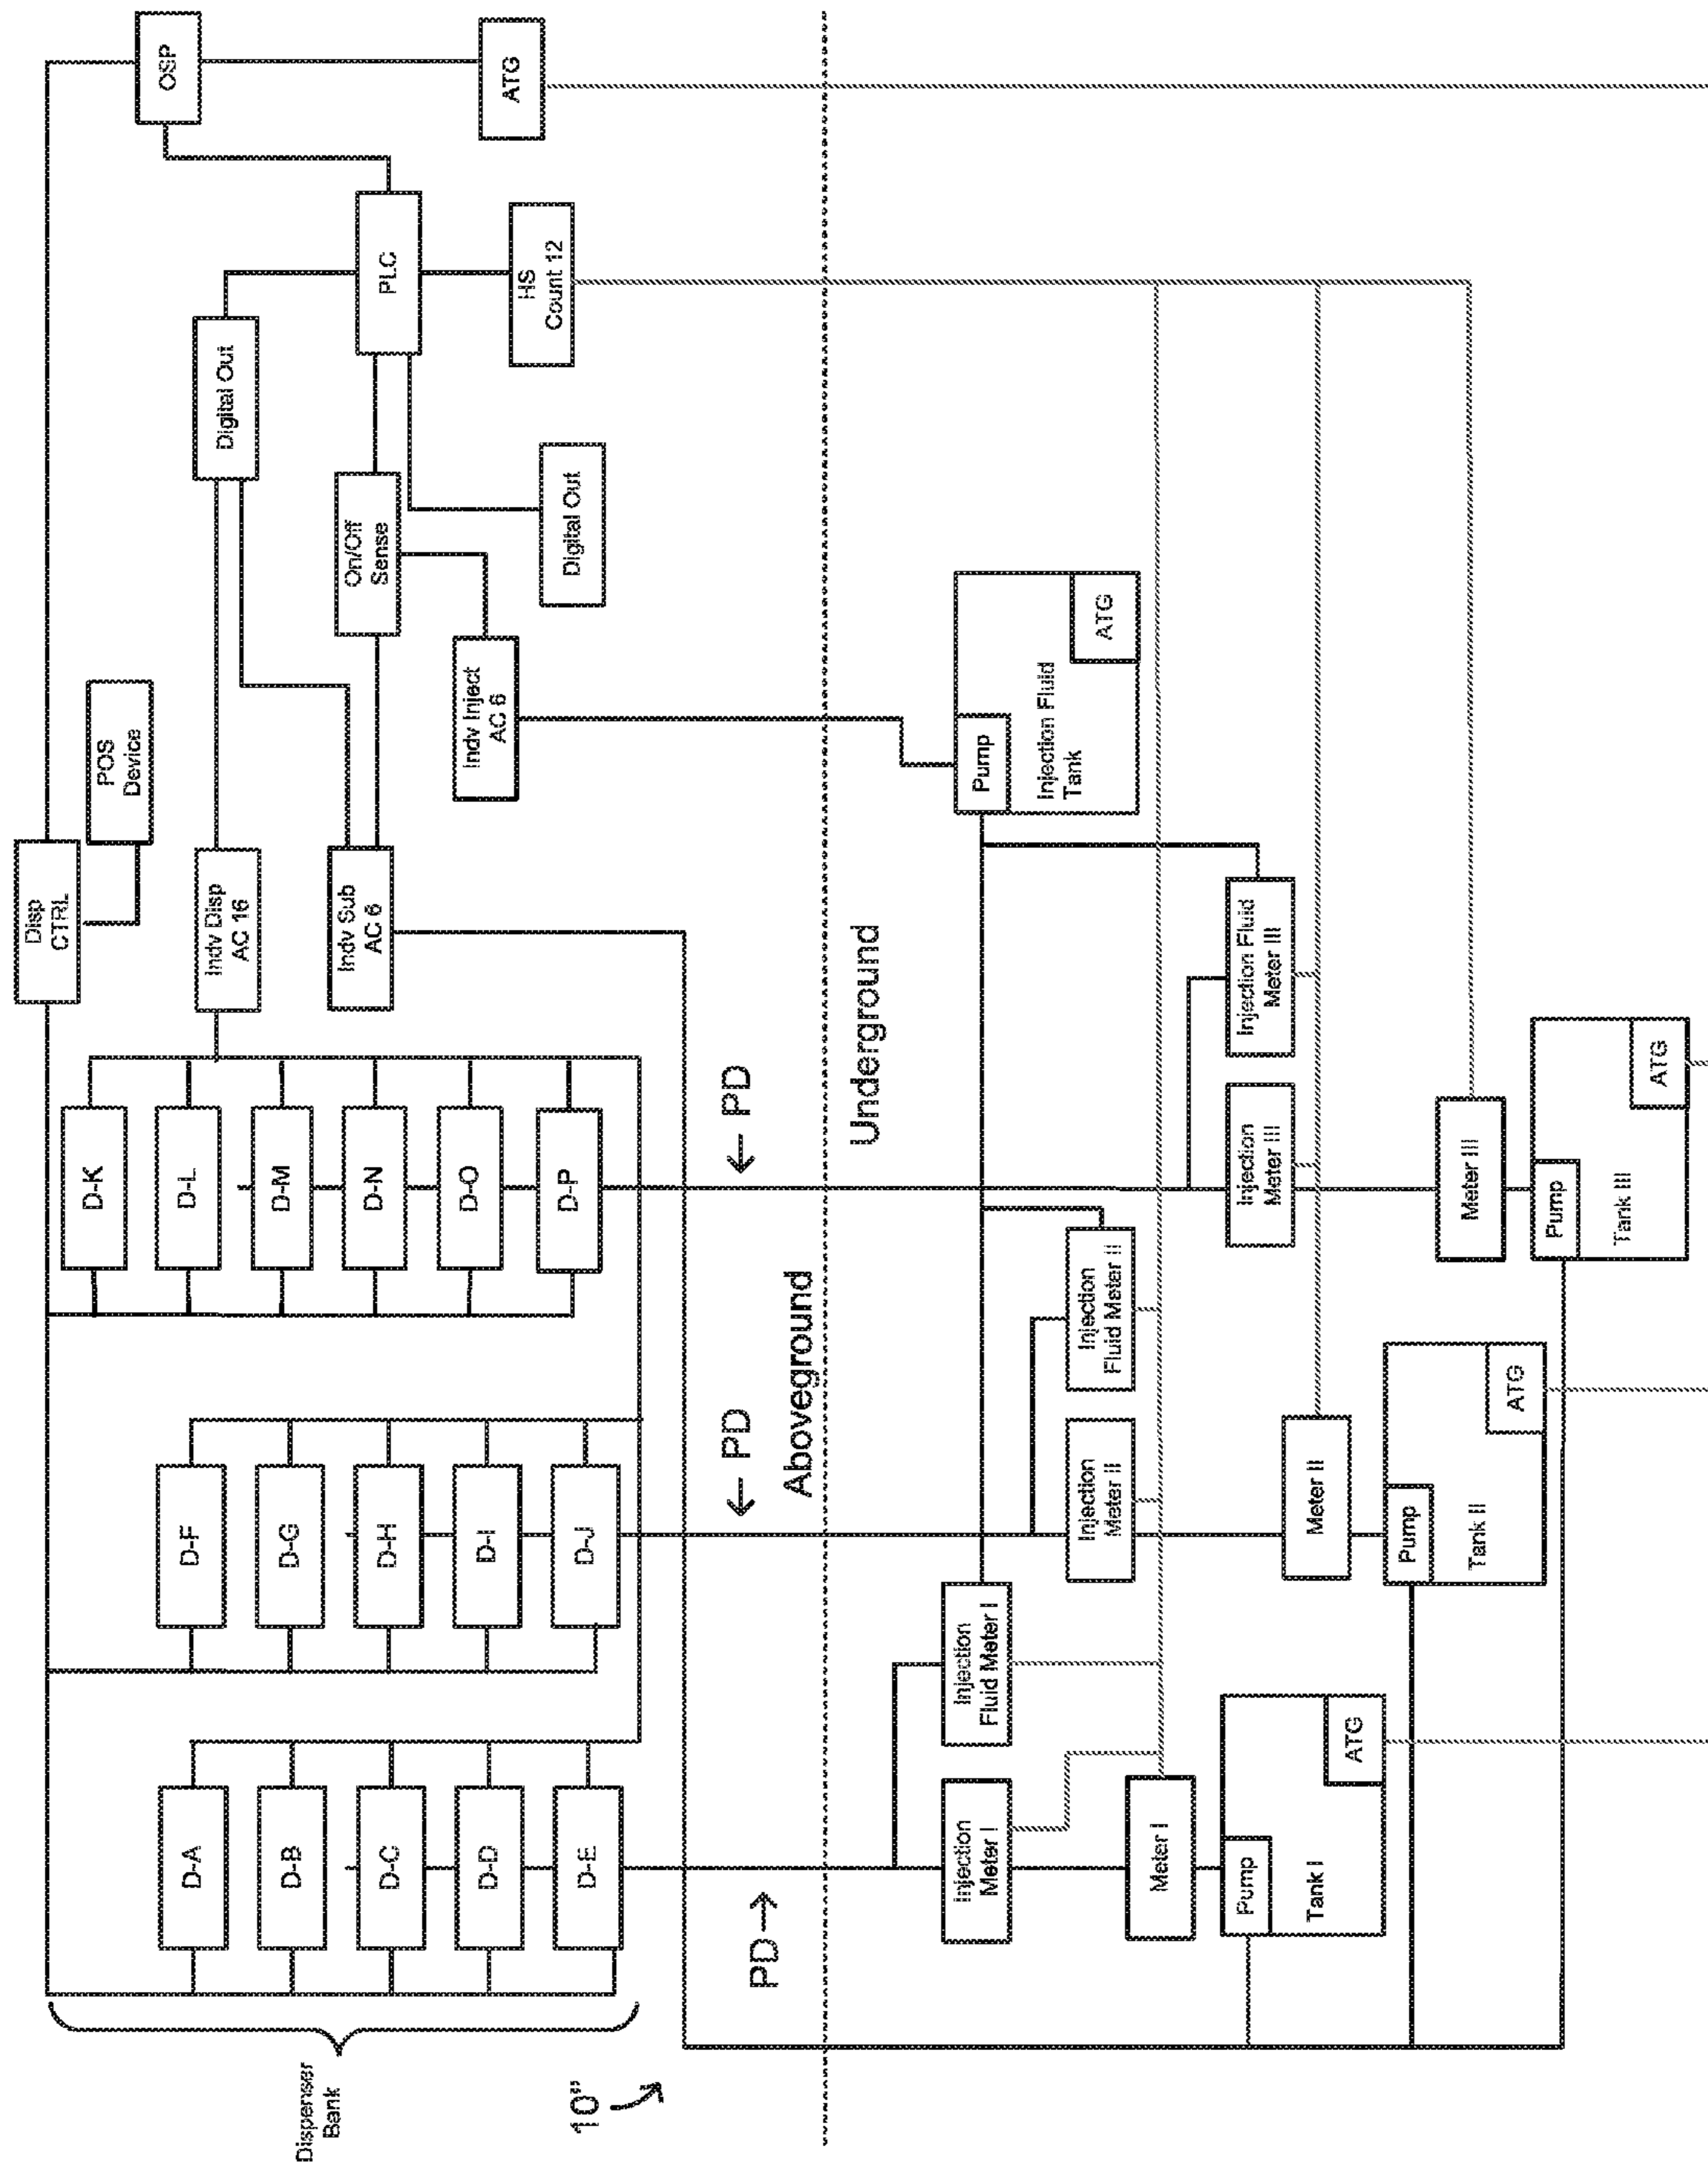 Dispenser
Bank
10"
D-A
D-B
D-C
D-D
D-E
D-F
D-G
D-H
D-I
D-J
D-K
D-L
D-M
D-N
D-O
D-P
Disp
CTRL
POS
Device
Indv Disp
AC 16
Indv Sub
AC 6
Indv Inject
AC 6
On/Off
Sense
Digital Out
Digital Out
PLC
HS
Count 12
OSP
ATG
PD →
← PD
← PD
Aboveground
Underground
Injection
Meter I
Injection
Fluid Meter I
Meter I
Pump
Tank I
ATG
Injection
Meter II
Injection
Fluid Meter II
Meter II
Pump
Tank II
ATG
Injection
Meter III
Injection Fluid
Meter III
Meter III
Pump
Tank III
ATG
Pump
Injection Fluid
Tank
ATG